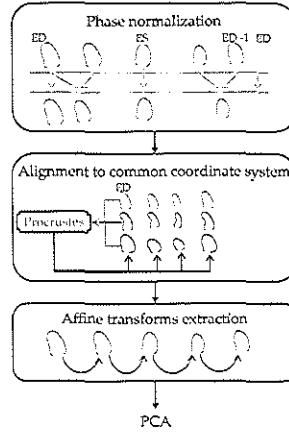 Phase normalization
ED ES ED-1 ED
Alignment to common coordinate system
ED
Procrustes
Affine transforms extraction
PCA